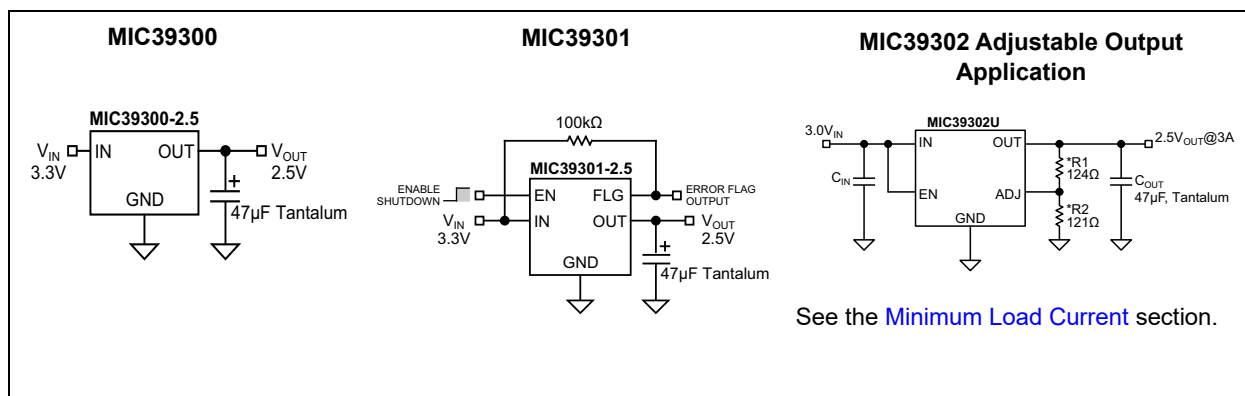 MIC39300
MIC39300-2.5
VIN
3.3V
IN
OUT
GND
VOUT
2.5V
+
47µF Tantalum
MIC39301
100kΩ
MIC39301-2.5
ENABLE
SHUTDOWN
EN
FLG
ERROR FLAG
OUTPUT
VIN
3.3V
IN
OUT
VOUT
2.5V
GND
+
47µF Tantalum
MIC39302 Adjustable Output
Application
MIC39302U
3.0VIN
IN
OUT
2.5VOUT@3A
CIN
EN
ADJ
GND
*R1
124Ω
*R2
121Ω
COUT
47µF, Tantalum
See the Minimum Load Current section.